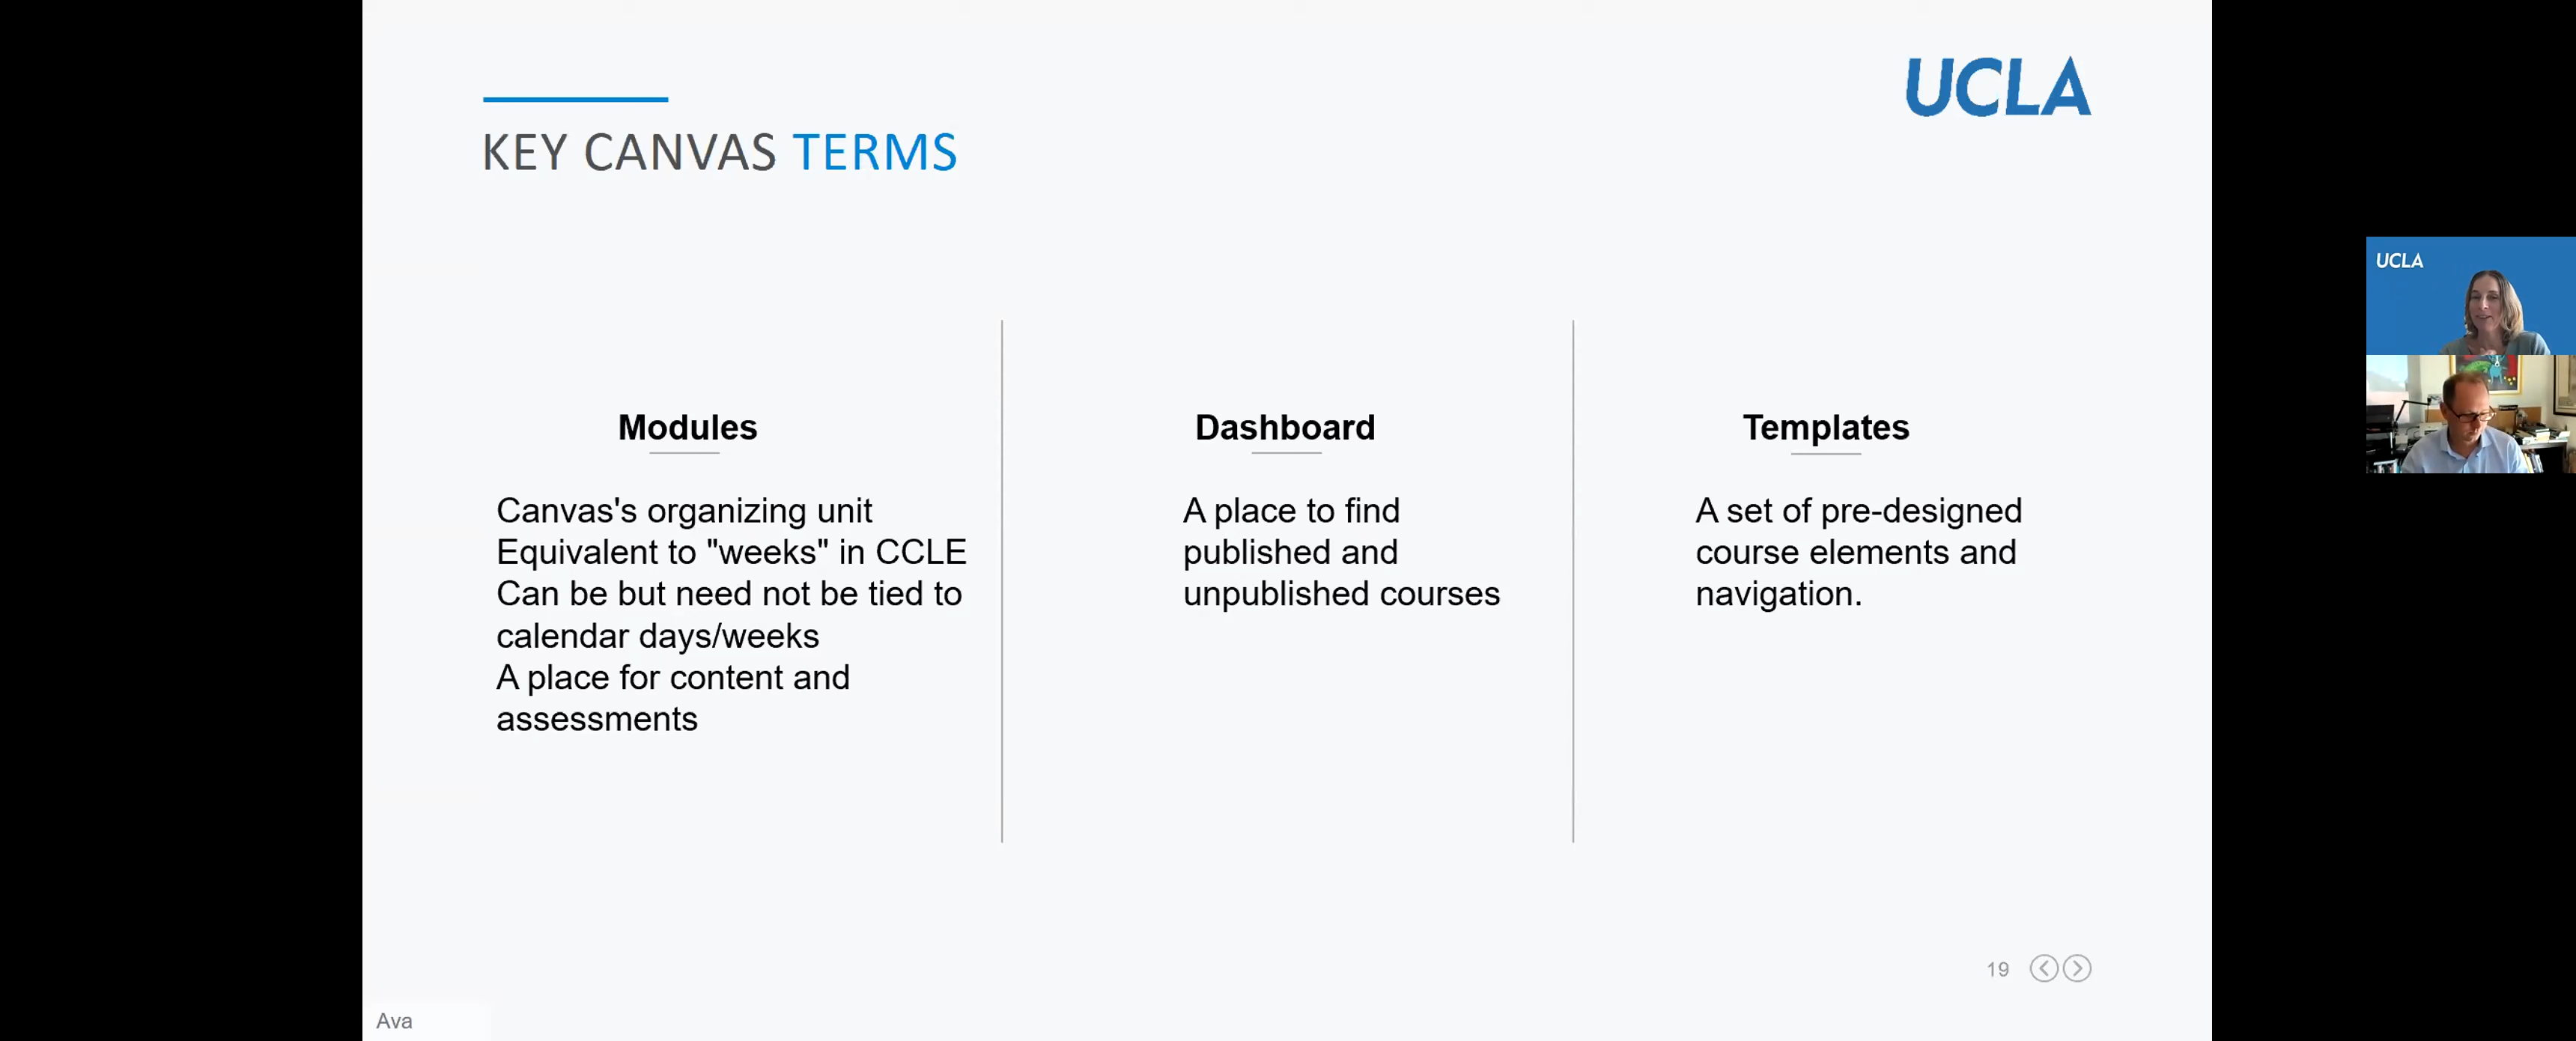 UCLA
KEY CANVAS TERMS
Modules
Canvas's organizing unit
Equivalent to "weeks" in CCLE
Can be but need not be tied to
calendar days/weeks
A place for content and
assessments
Dashboard
A place to find
published and
unpublished courses
Templates
A set of pre-designed
course elements and
navigation.
19
Ava
UCLA